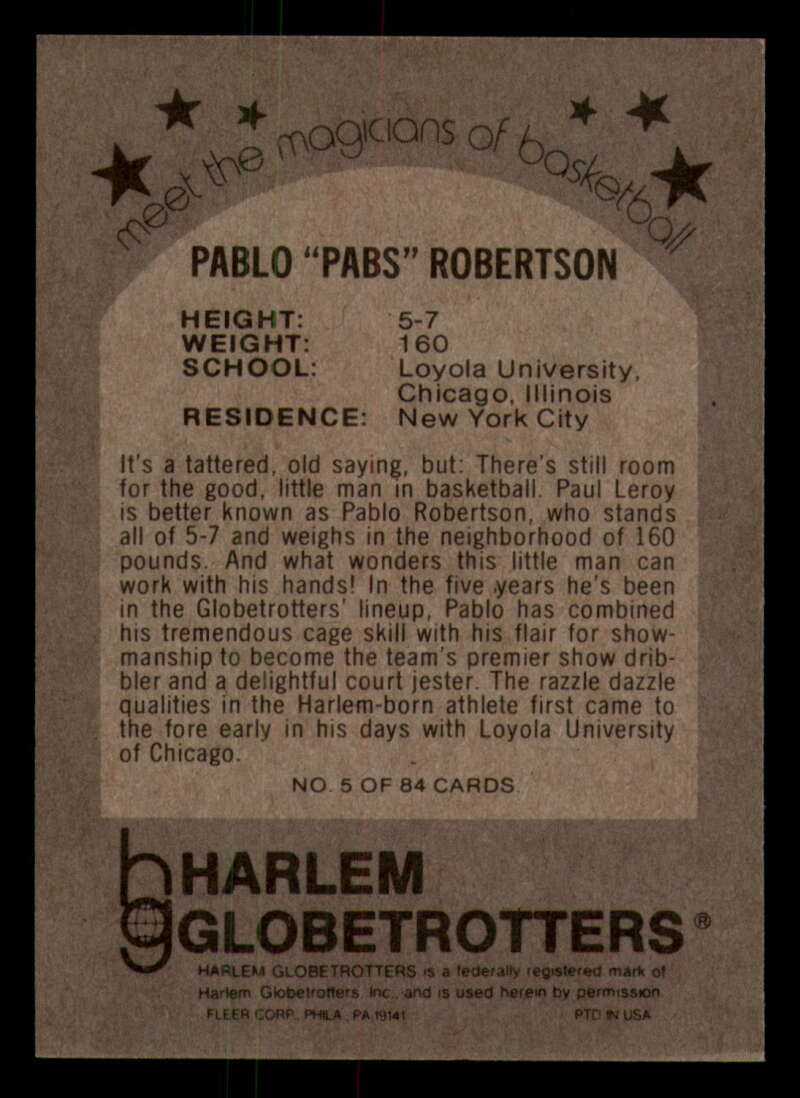 meet the magicians of basketball
PABLO “PABS” ROBERTSON
HEIGHT: 5-7
WEIGHT: 160
SCHOOL: Loyola University,
Chicago, Illinois
RESIDENCE: New York City
It's a tattered, old saying, but: There's still room
for the good, little man in basketball. Paul Leroy
is better known as Pablo Robertson, who stands
all of 5-7 and weighs in the neighborhood of 160
pounds. And what wonders this little man can
work with his hands! In the five years he's been
in the Globetrotters' lineup, Pablo has combined
his tremendous cage skill with his flair for show-
manship to become the team's premier show drib-
bler and a delightful court jester. The razzle dazzle
qualities in the Harlem-born athlete first came to
the fore early in his days with Loyola University
of Chicago.
NO. 5 OF 84 CARDS
hg HARLEM
GLOBETROTTERS®
HARLEM GLOBETROTTERS is a federally registered mark of
Harlem Globetrotters, Inc., and is used herein by permission
FLEER CORP., PHILA., PA.19141 PTD IN USA